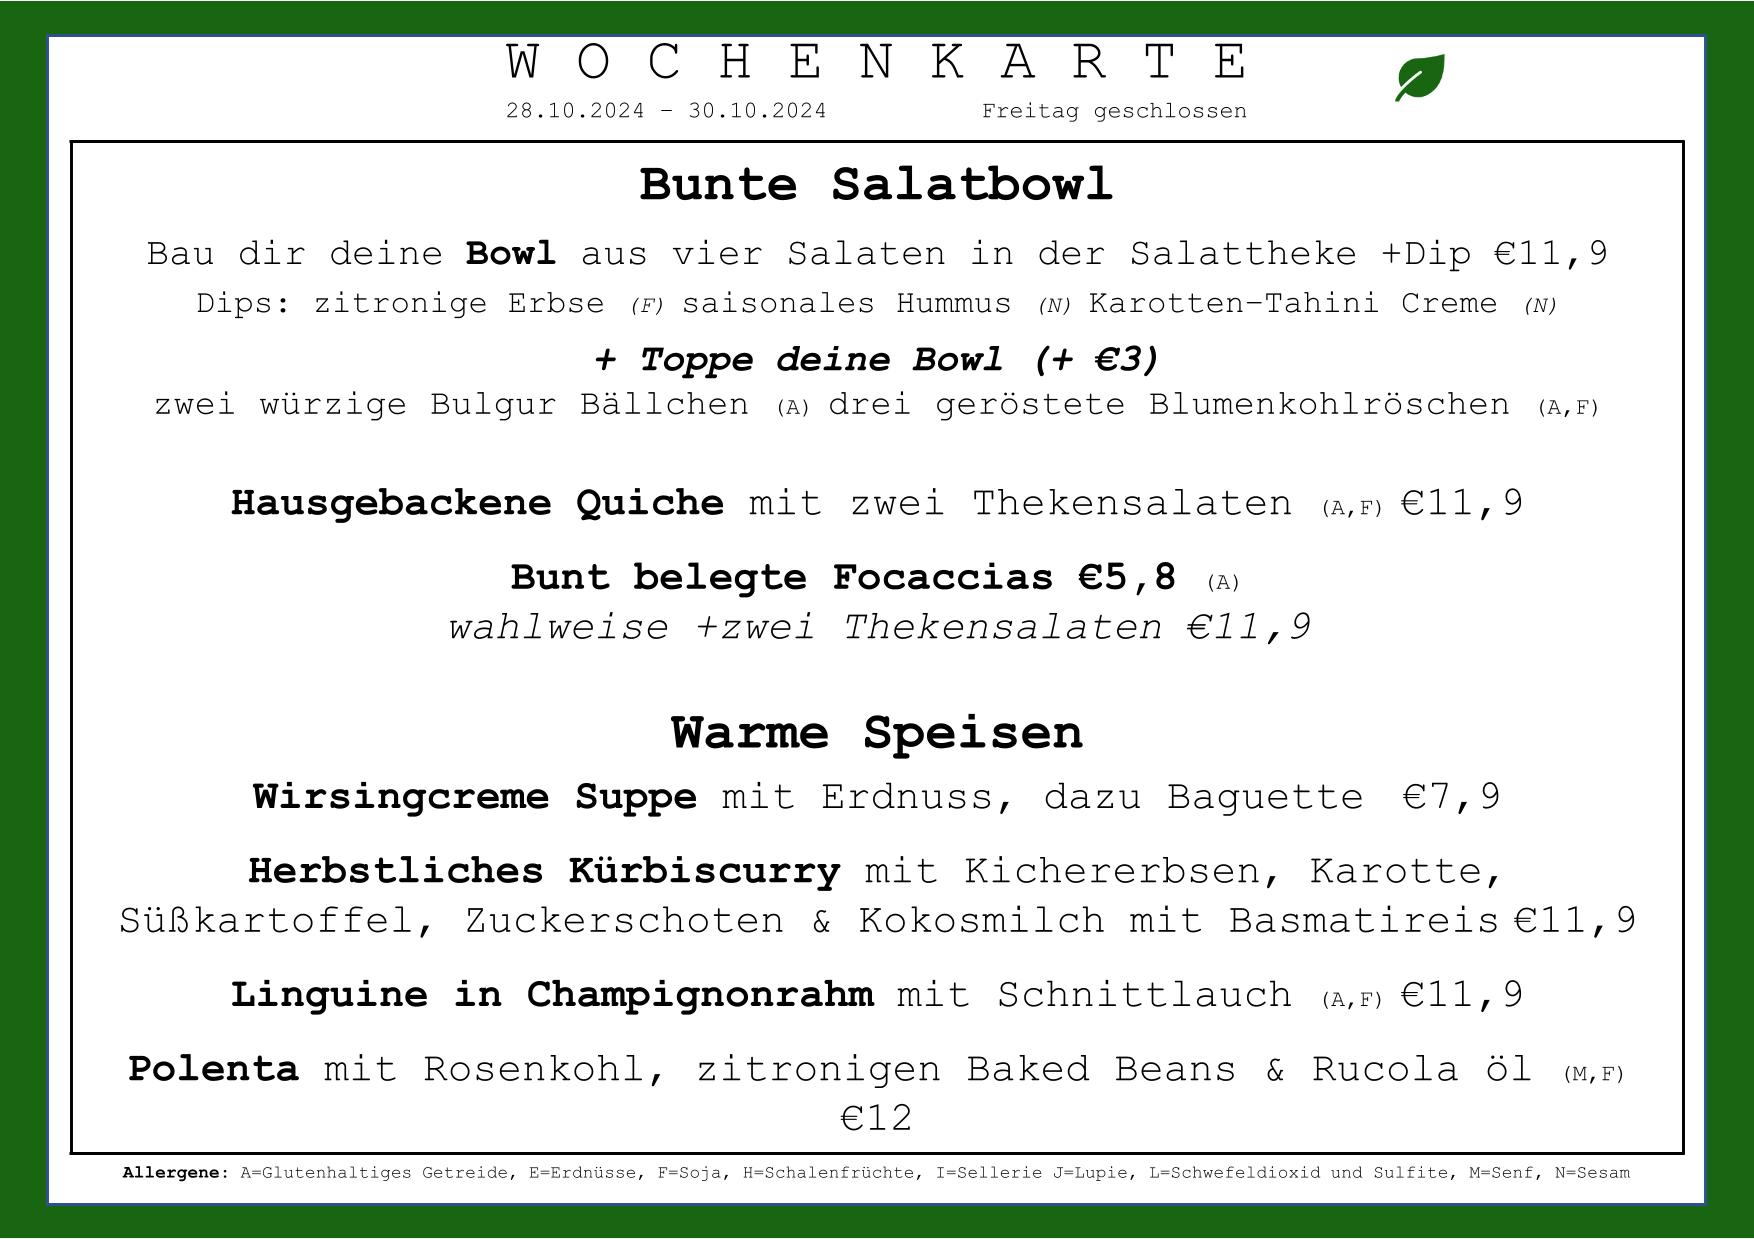 WOCHENKARTE
28.10.2024 - 30.10.2024 Freitag geschlossen
Bunte Salatbowl
Bau dir deine Bowl aus vier Salaten in der Salattheke +Dip €11,9
Dips: zitronige Erbse (F) saisonales Hummus (N) Karotten-Tahini Creme (N)
+ Toppe deine Bowl (+ €3)
zwei würzige Bulgur Bällchen (A) drei geröstete Blumenkohlröschen (A,F)
Hausgebackene Quiche mit zwei Thekensalaten (A,F) €11,9
Bunt belegte Focaccias €5,8 (A)
wahlweise +zwei Thekensalaten €11,9
Warme Speisen
Wirsingcreme Suppe mit Erdnuss, dazu Baguette €7,9
Herbstliches Kürbiscurry mit Kichererbsen, Karotte,
Süßkartoffel, Zuckerschoten & Kokosmilch mit Basmatireis €11,9
Linguine in Champignonrahm mit Schnittlauch (A,F) €11,9
Polenta mit Rosenkohl, zitronigen Baked Beans & Rucola öl (M,F)
€12
Allergene: A=Glutenhaltiges Getreide, E=Erdnüsse, F=Soja, H=Schalenfrüchte, I=Sellerie J=Lupie, L=Schwefeldioxid und Sulfite, M=Senf, N=Sesam